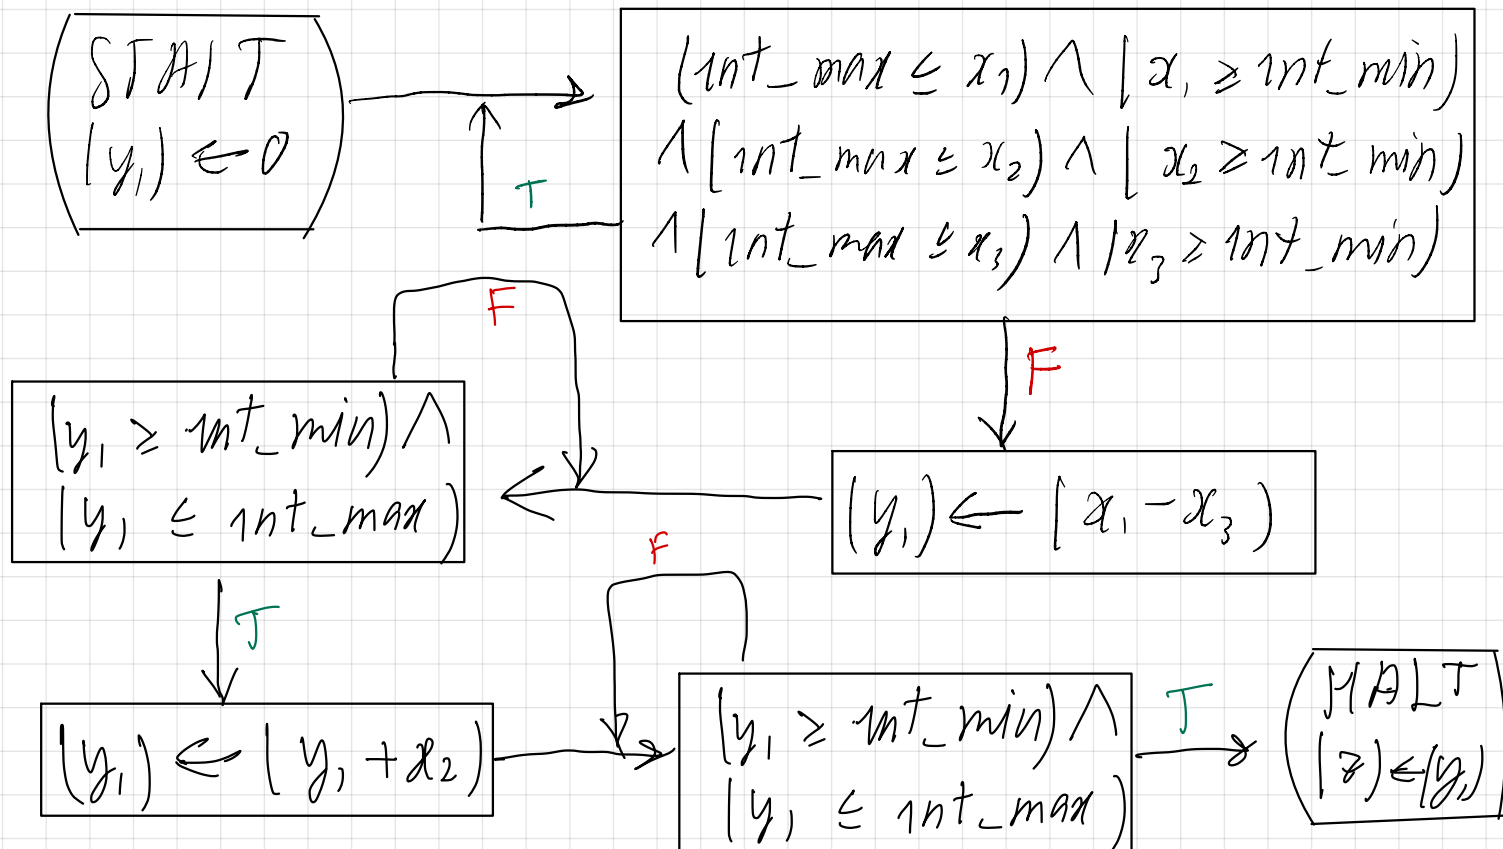 START
(y₁) ← 0
(int_max ≤ x₁) ∧ (x₁ ≥ int_min)
∧ (int_max ≤ x₂) ∧ (x₂ ≥ int_min)
∧ (int_max ≤ x₃) ∧ (x₃ ≥ int_min)
T
F
F
(y₁ ≥ int_min) ∧
(y₁ ≤ int_max)
(y₁) ← (x₁ - x₃)
T
F
(y₁) ← (y₁ + x₂)
(y₁ ≥ int_min) ∧
(y₁ ≤ int_max)
T
HALT
(z) ← (y₁)